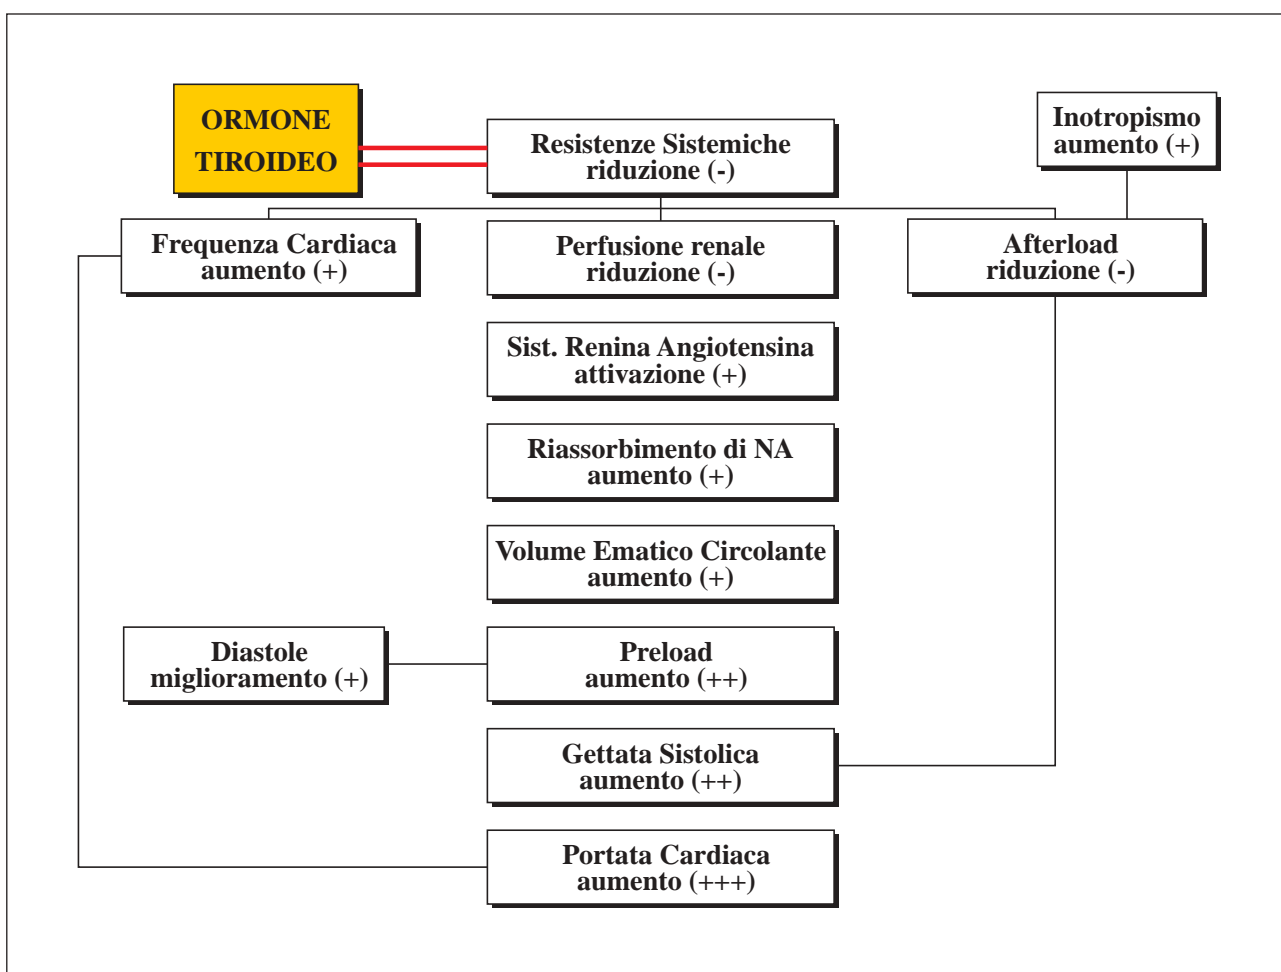 ORMONE
TIROIDEO
Resistenze Sistemiche
riduzione (-)
Inotropismo
aumento (+)
Frequenza Cardiaca
aumento (+)
Perfusione renale
riduzione (-)
Afterload
riduzione (-)
Sist. Renina Angiotensina
attivazione (+)
Riassorbimento di NA
aumento (+)
Volume Ematico Circolante
aumento (+)
Diastole
miglioramento (+)
Preload
aumento (++)
Gettata Sistolica
aumento (++)
Portata Cardiaca
aumento (+++)